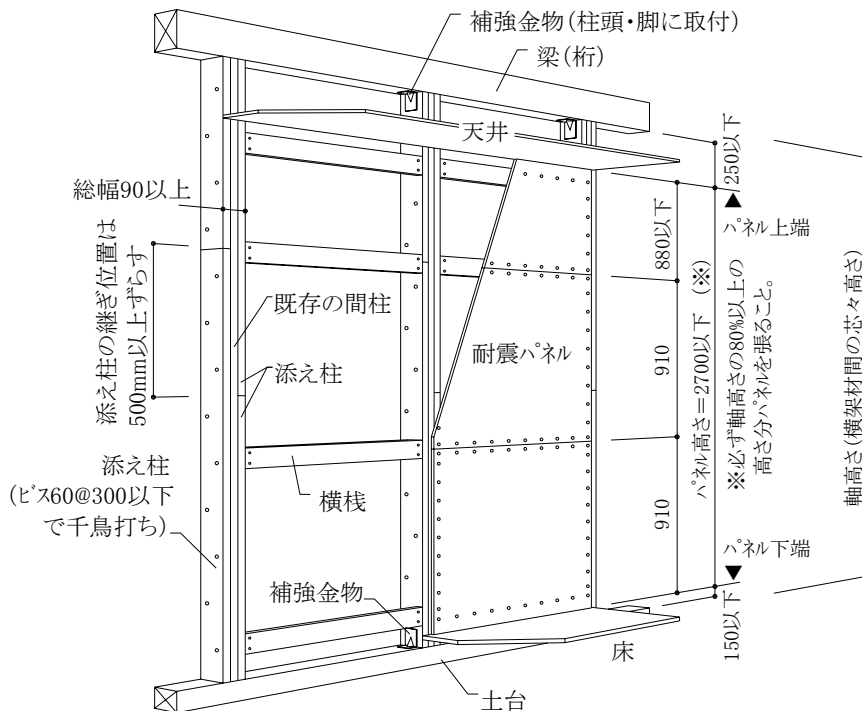 補強金物(柱頭・脚に取付)
梁(桁)
天井
総幅90以上
添え柱の継ぎ位置は
500mm以上ずらす
既存の間柱
添え柱
耐震パネル
添え柱
(ビス60@300以下
で千鳥打ち)
横桟
補強金物
床
土台
250以下
パネル上端
880以下
910
910
パネル高さ=2700以下 (※)
※必ず軸高さの80%以上の
高さ分パネルを張ること。
パネル下端
150以下
軸高さ(横架材間の芯々高さ)